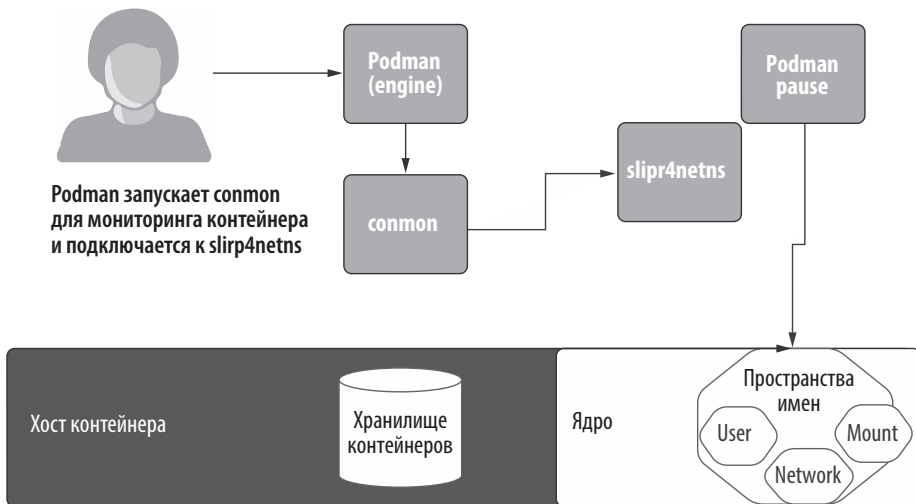 Podman
(engine)
Podman
pause
slipr4netns
Podman запускает conmon
для мониторинга контейнера
и подключается к slirp4netns
conmon
Хост контейнера
Хранилище
контейнеров
Ядро
Пространства
имен
User
Mount
Network